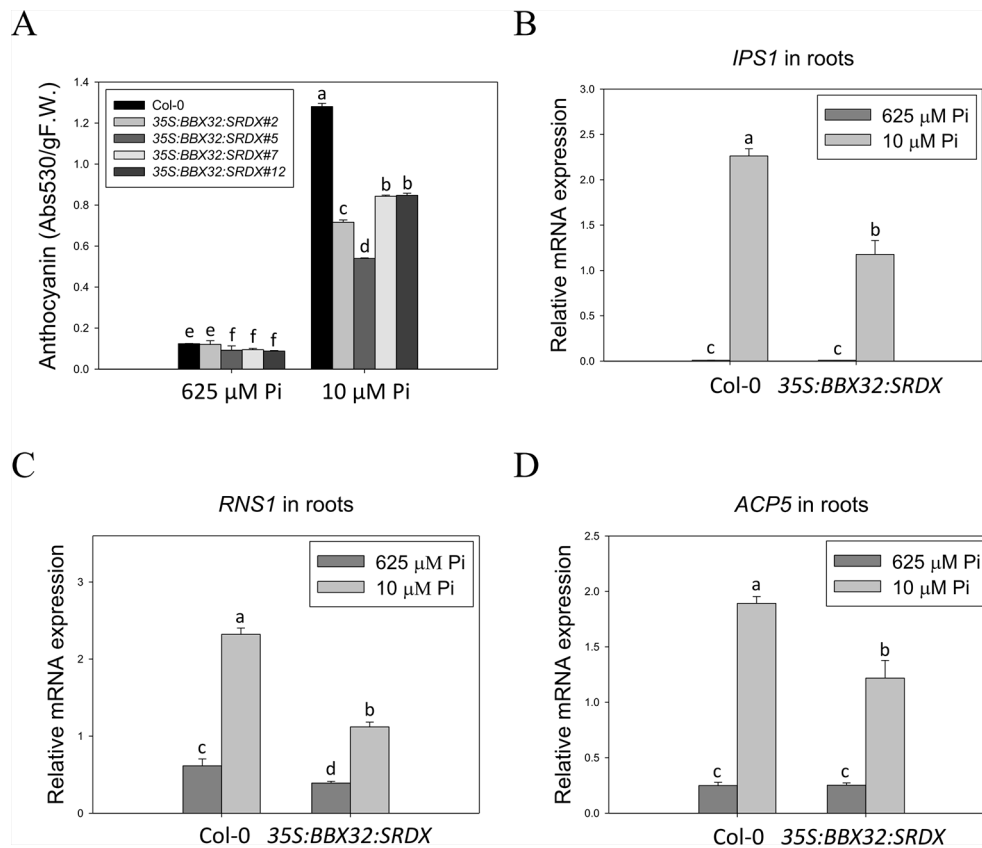 A
Anthocyanin (Abs530/gF.W.)
1.4
1.2
1.0
0.8
0.6
0.4
0.2
0.0
Col-0
35S:BBX32:SRDX#2
35S:BBX32:SRDX#5
35S:BBX32:SRDX#7
35S:BBX32:SRDX#12
e e f f f
a
c
d
b b
625 µM Pi 10 µM Pi
B
IPS1 in roots
Relative mRNA expression
3.0
2.5
2.0
1.5
1.0
0.5
0.0
625 µM Pi
10 µM Pi
c
a
c
b
Col-0 35S:BBX32:SRDX
C
RNS1 in roots
Relative mRNA expression
3
2
1
0
625 µM Pi
10 µM Pi
c
a
d
b
Col-0 35S:BBX32:SRDX
D
ACP5 in roots
Relative mRNA expression
2.5
2.0
1.5
1.0
0.5
0.0
625 µM Pi
10 µM Pi
c
a
c
b
Col-0 35S:BBX32:SRDX